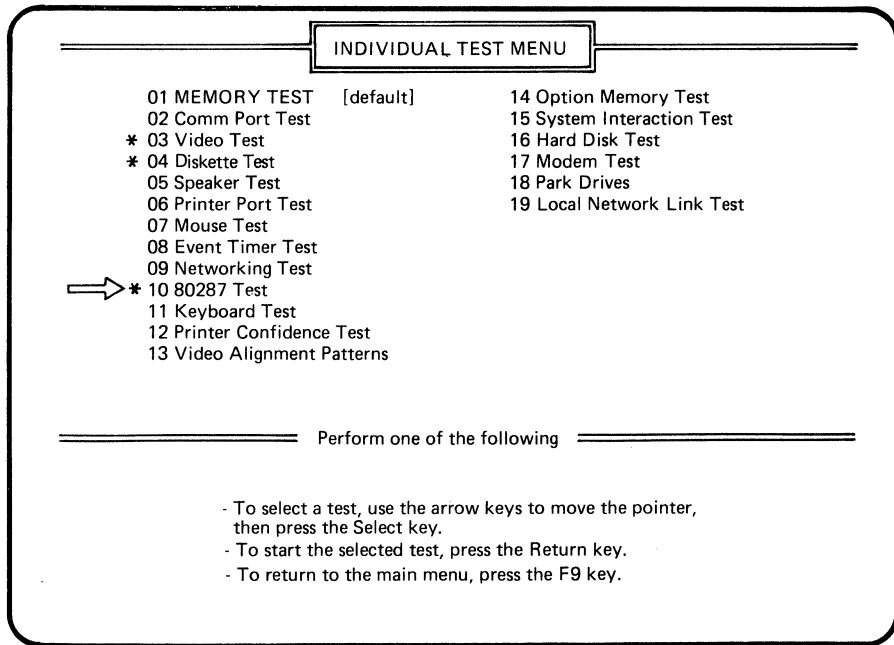 INDIVIDUAL TEST MENU
01 MEMORY TEST [default]
02 Comm Port Test
* 03 Video Test
* 04 Diskette Test
05 Speaker Test
06 Printer Port Test
07 Mouse Test
08 Event Timer Test
09 Networking Test
* 10 80287 Test
11 Keyboard Test
12 Printer Confidence Test
13 Video Alignment Patterns
14 Option Memory Test
15 System Interaction Test
16 Hard Disk Test
17 Modem Test
18 Park Drives
19 Local Network Link Test
Perform one of the following
- To select a test, use the arrow keys to move the pointer,
then press the Select key.
- To start the selected test, press the Return key.
- To return to the main menu, press the F9 key.